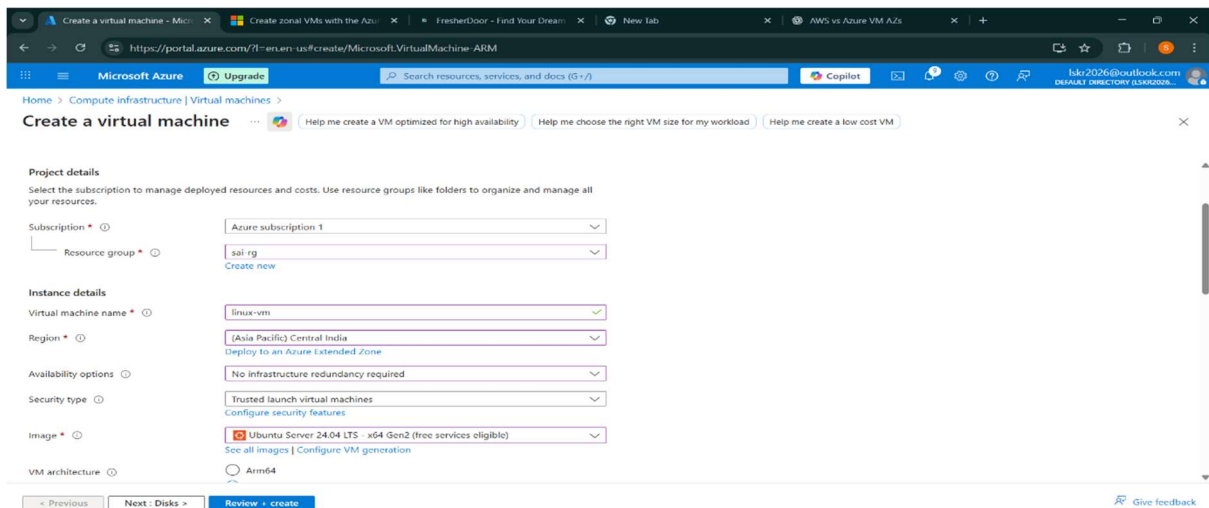 Create a virtual machine - Micr
Create zonal VMs with the Azur
FresherDoor - Find Your Dream
New Tab
AWS vs Azure VM AZs
https://portal.azure.com/?l=en.en-us#create/Microsoft.VirtualMachine-ARM
Microsoft Azure
Upgrade
Search resources, services, and docs (G+/)
Copilot
lskr2026@outlook.com
DEFAULT DIRECTORY (LSKR2026...
Home > Compute infrastructure | Virtual machines >
Create a virtual machine ...
Help me create a VM optimized for high availability
Help me choose the right VM size for my workload
Help me create a low cost VM
Project details
Select the subscription to manage deployed resources and costs. Use resource groups like folders to organize and manage all
your resources.
Subscription *
Azure subscription 1
Resource group *
sai-rg
Create new
Instance details
Virtual machine name *
linux-vm
Region *
(Asia Pacific) Central India
Deploy to an Azure Extended Zone
Availability options
No infrastructure redundancy required
Security type
Trusted launch virtual machines
Configure security features
Image *
Ubuntu Server 24.04 LTS - x64 Gen2 (free services eligible)
See all images | Configure VM generation
VM architecture
Arm64
< Previous
Next : Disks >
Review + create
Give feedback